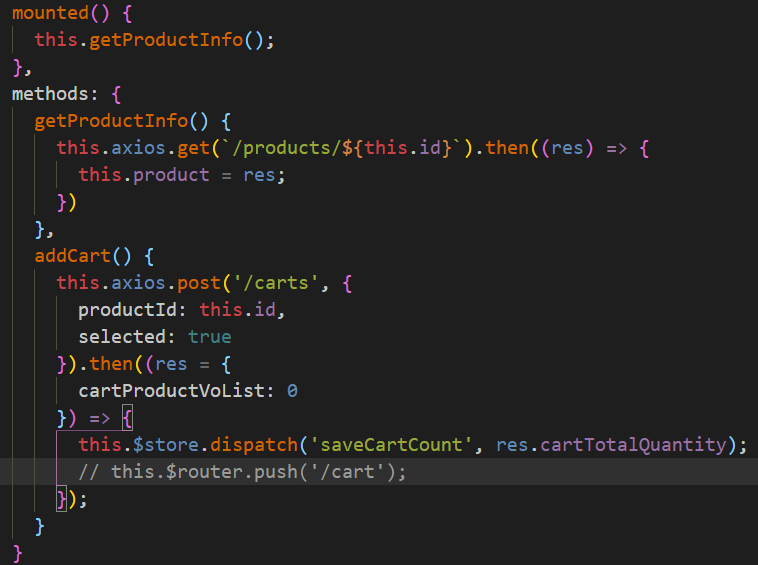 mounted() {
  this.getProductInfo();
},
methods: {
  getProductInfo() {
    this.axios.get(`/products/${this.id}`).then((res) => {
      this.product = res;
    })
  },
  addCart() {
    this.axios.post('/carts', {
      productId: this.id,
      selected: true
    }).then((res = {
      cartProductVoList: 0
    }) => {
      this.$store.dispatch('saveCartCount', res.cartTotalQuantity);
      // this.$router.push('/cart');
    });
  }
}